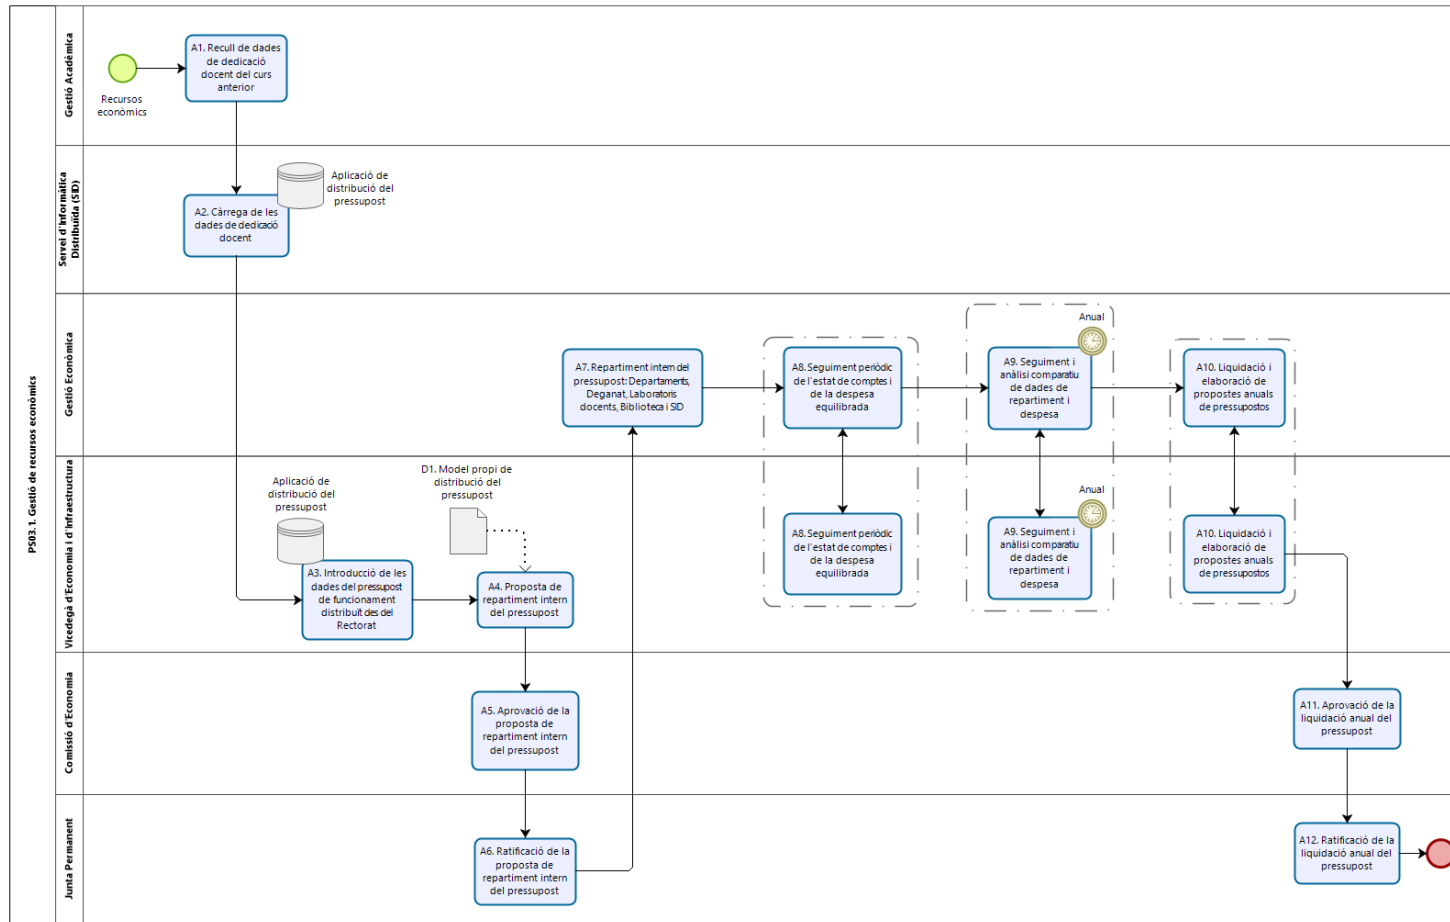 PS03.1. Gestió de recursos econòmics
Gestió Acadèmica
Recursos
econòmics
A1. Recull de dades
de dedicació
docent del curs
anterior
Servei d'Informàtica
Distribuïda (SID)
A2. Càrrega de les
dades de dedicació
docent
Aplicació de
distribució del
pressupost
Gestió Econòmica
A7. Repartiment intern del
pressupost: Departaments,
Deganat, Laboratoris
docents, Biblioteca i SID
A8. Seguiment periòdic
de l'estat de comptes i
de la despesa
equilibrada
Anual
A9. Seguiment i
anàlisi comparatiu
de dades de
repartiment i
despesa
A10. Liquidació i
elaboració de
propostes anuals
de pressupostos
Vicedegà d'Economia i d'Infraestructura
Aplicació de
distribució del
pressupost
A3. Introducció de les
dades del pressupost
de funcionament
distribuït des del
Rectorat
D1. Model propi de
distribució del
pressupost
A4. Proposta de
repartiment intern
del pressupost
A8. Seguiment periòdic
de l'estat de comptes i
de la despesa
equilibrada
Anual
A9. Seguiment i
anàlisi comparatiu
de dades de
repartiment i
despesa
A10. Liquidació i
elaboració de
propostes anuals
de pressupostos
Comissió d'Economia
A5. Aprovació de la
proposta de
repartiment intern
del pressupost
A11. Aprovació de la
liquidació anual del
pressupost
Junta Permanent
A6. Ratificació de la
proposta de
repartiment intern
del pressupost
A12. Ratificació de la
liquidació anual del
pressupost